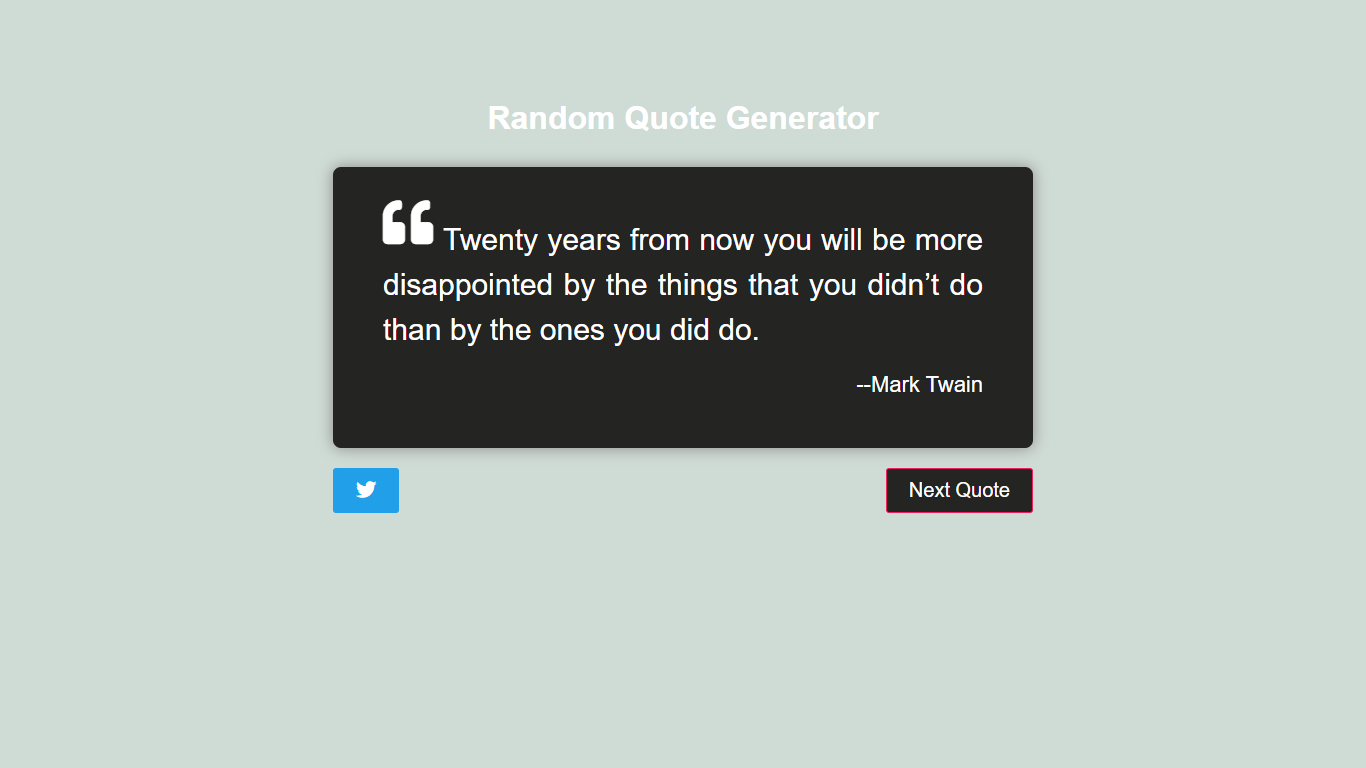 Random Quote Generator
Twenty years from now you will be more
disappointed by the things that you didn’t do
than by the ones you did do.
--Mark Twain
Next Quote